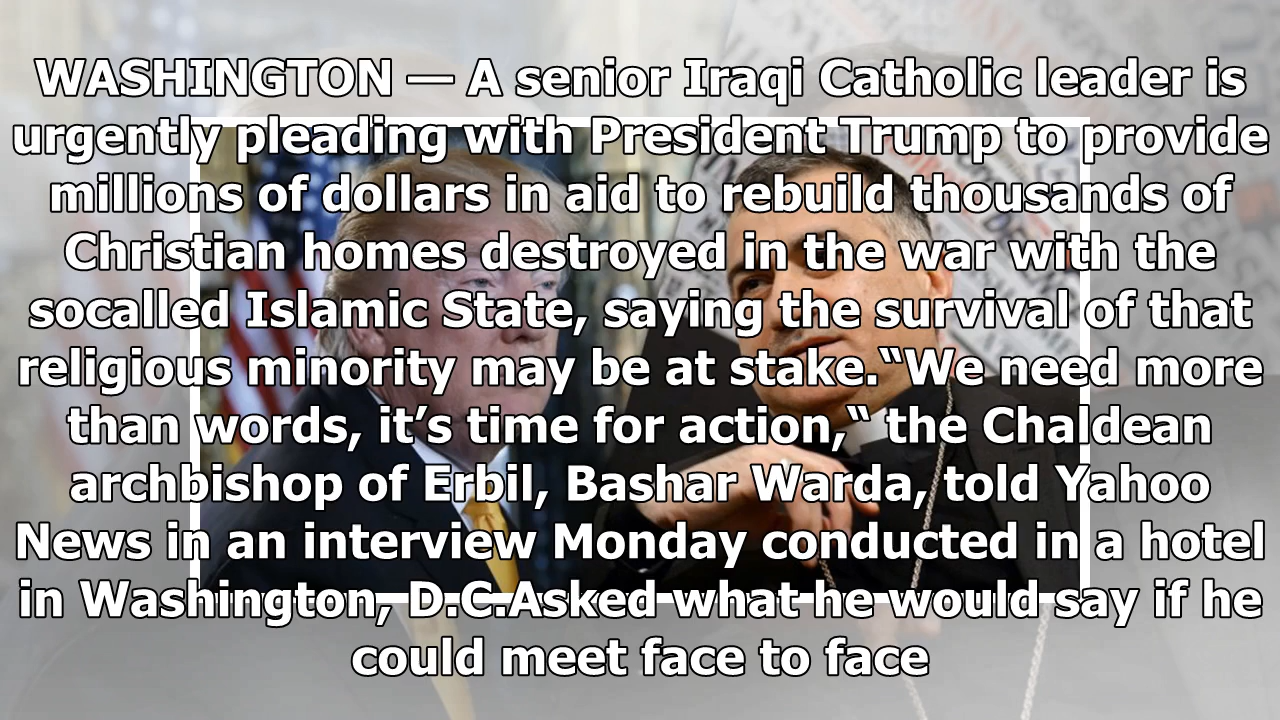 WASHINGTON — A senior Iraqi Catholic leader is
urgently pleading with President Trump to provide
millions of dollars in aid to rebuild thousands of
Christian homes destroyed in the war with the
socalled Islamic State, saying the survival of that
religious minority may be at stake.“We need more
than words, it’s time for action,“ the Chaldean
archbishop of Erbil, Bashar Warda, told Yahoo
News in an interview Monday conducted in a hotel
in Washington, D.C.Asked what he would say if he
could meet face to face